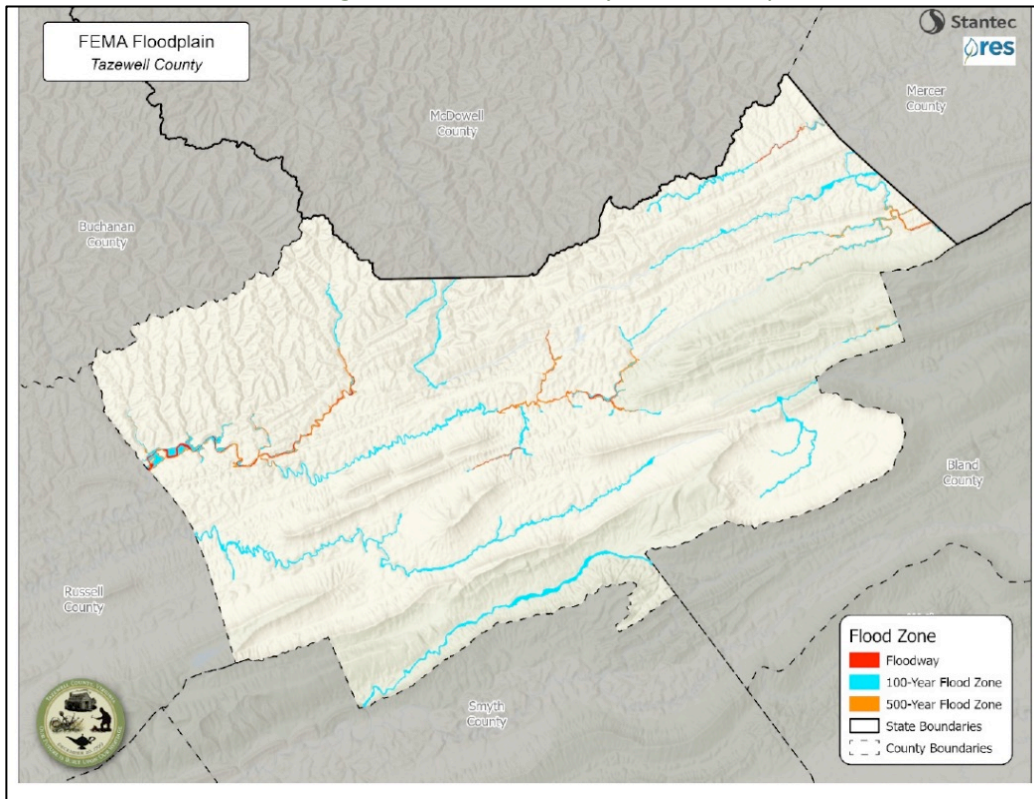 FEMA Floodplain
Tazewell County
Stantec
res
McDowell
County
Mercer
County
Buchanan
County
Bland
County
Russell
County
Smyth
County
Flood Zone
Floodway
100-Year Flood Zone
500-Year Flood Zone
State Boundaries
County Boundaries